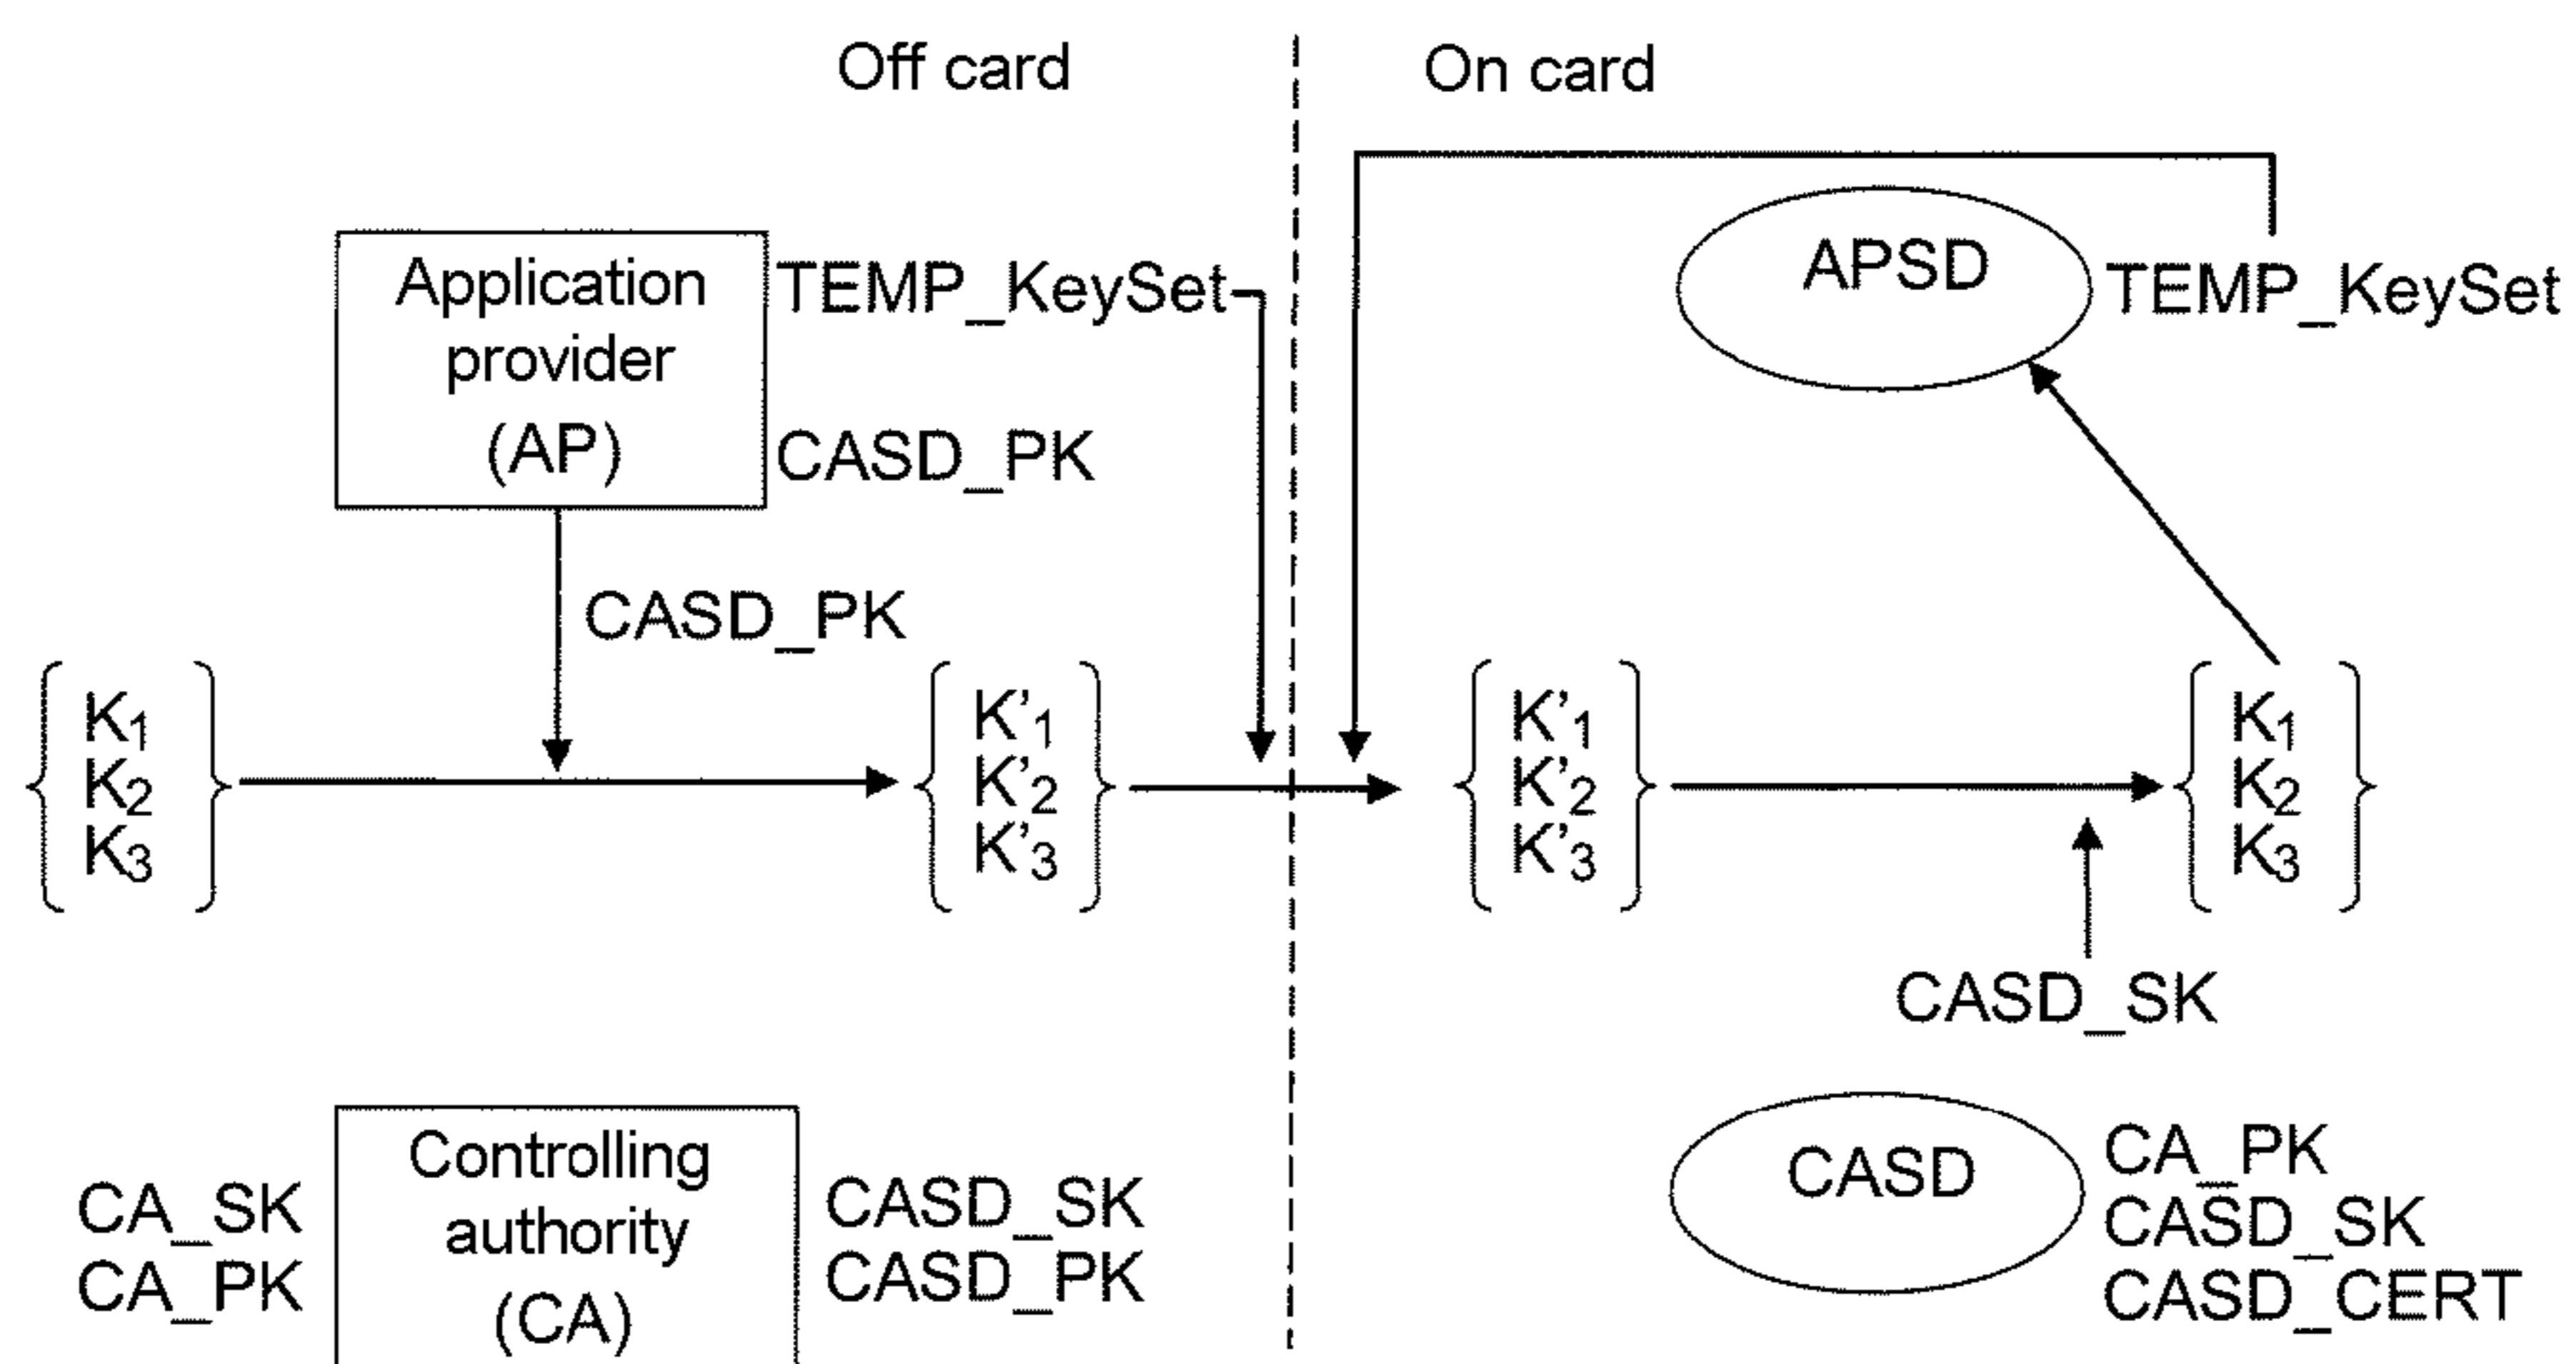 Off card
On card
Application
provider
(AP)
TEMP_KeySet
CASD_PK
APSD
TEMP_KeySet
CASD_PK
K1
K2
K3
K'1
K'2
K'3
K'1
K'2
K'3
K1
K2
K3
CASD_SK
CA_SK
CA_PK
Controlling
authority
(CA)
CASD_SK
CASD_PK
CASD
CA_PK
CASD_SK
CASD_CERT